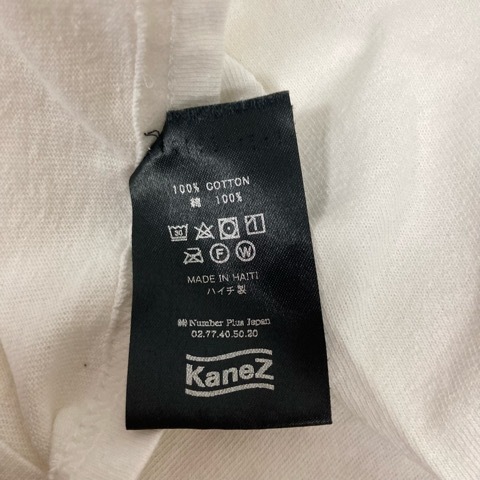 100% COTTON
綿 100%
30
F W
MADE IN HAITI
ハイチ製
㈱ Number Plus Japan
02.77.40.50.20
KaneZ